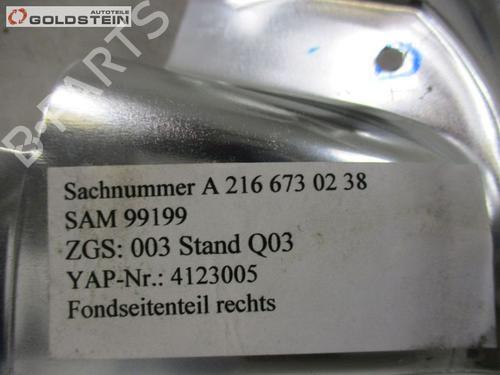 Autoteile
GOLDSTEIN
B-PARTS
Sachnummer A 216 673 02 38
SAM 99199
ZGS: 003 Stand Q03
YAP-Nr.: 4123005
Fondseitenteil rechts